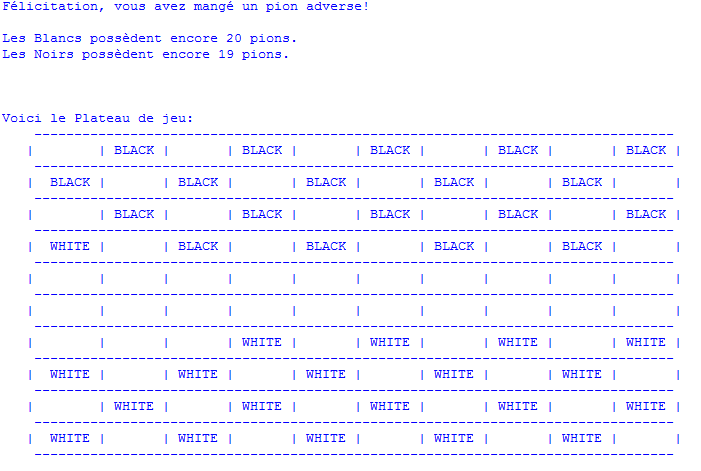 Félicitation, vous avez mangé un pion adverse!
Les Blancs possèdent encore 20 pions.
Les Noirs possèdent encore 19 pions.
Voici le Plateau de jeu:
--------------------------------------------------------------------------------
|        | BLACK |       | BLACK |       | BLACK |       | BLACK |       | BLACK |
--------------------------------------------------------------------------------
|  BLACK |       | BLACK |       | BLACK |       | BLACK |       | BLACK |       |
--------------------------------------------------------------------------------
|        | BLACK |       | BLACK |       | BLACK |       | BLACK |       | BLACK |
--------------------------------------------------------------------------------
|  WHITE |       | BLACK |       | BLACK |       | BLACK |       | BLACK |       |
--------------------------------------------------------------------------------
|        |       |       |       |       |       |       |       |       |       |
--------------------------------------------------------------------------------
|        |       |       |       |       |       |       |       |       |       |
--------------------------------------------------------------------------------
|        |       |       | WHITE |       | WHITE |       | WHITE |       | WHITE |
--------------------------------------------------------------------------------
|  WHITE |       | WHITE |       | WHITE |       | WHITE |       | WHITE |       |
--------------------------------------------------------------------------------
|        | WHITE |       | WHITE |       | WHITE |       | WHITE |       | WHITE |
--------------------------------------------------------------------------------
|  WHITE |       | WHITE |       | WHITE |       | WHITE |       | WHITE |       |
--------------------------------------------------------------------------------